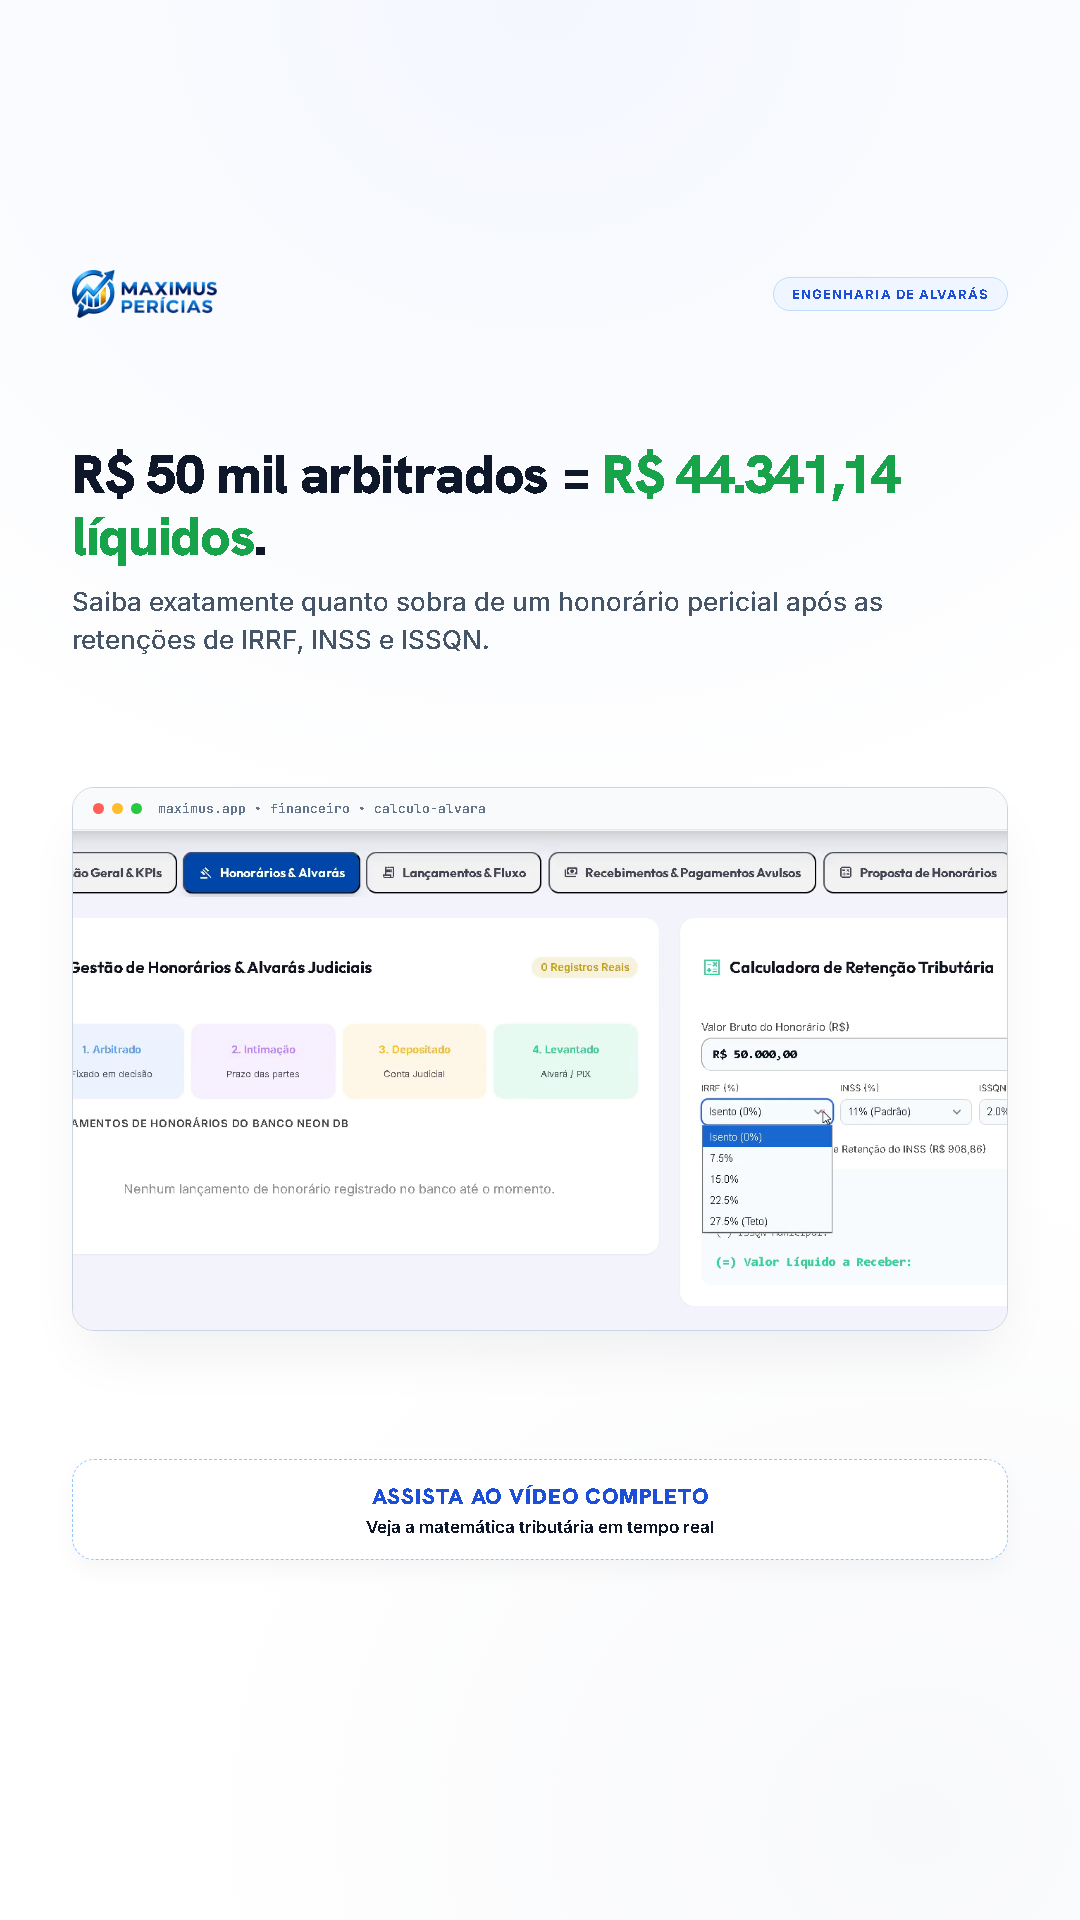 MAXIMUS
PERÍCIAS
ENGENHARIA DE ALVARÁS
R$ 50 mil arbitrados = R$ 44.341,14
líquidos.
Saiba exatamente quanto sobra de um honorário pericial após as
retenções de IRRF, INSS e ISSQN.
maximus.app • financeiro • calculo-alvara
ão Geral & KPIs
Honorários & Alvarás
Lançamentos & Fluxo
Recebimentos & Pagamentos Avulsos
Proposta de Honorários
Gestão de Honorários & Alvarás Judiciais
0 Registros Reais
1. Arbitrado
Fixado em decisão
2. Intimação
Prazo das partes
3. Depositado
Conta Judicial
4. Levantado
Alvará / PIX
AMENTOS DE HONORÁRIOS DO BANCO NEON DB
Nenhum lançamento de honorário registrado no banco até o momento.
Calculadora de Retenção Tributária
Valor Bruto do Honorário (R$)
R$ 50.000,00
IRRF (%)
INSS (%)
ISSQN
Isento (0%)
11% (Padrão)
2.0%
Isento (0%)
7.5%
15.0%
22.5%
27.5% (Teto)
e Retenção do INSS (R$ 908,86)
(=) Valor Líquido a Receber:
ASSISTA AO VÍDEO COMPLETO
Veja a matemática tributária em tempo real